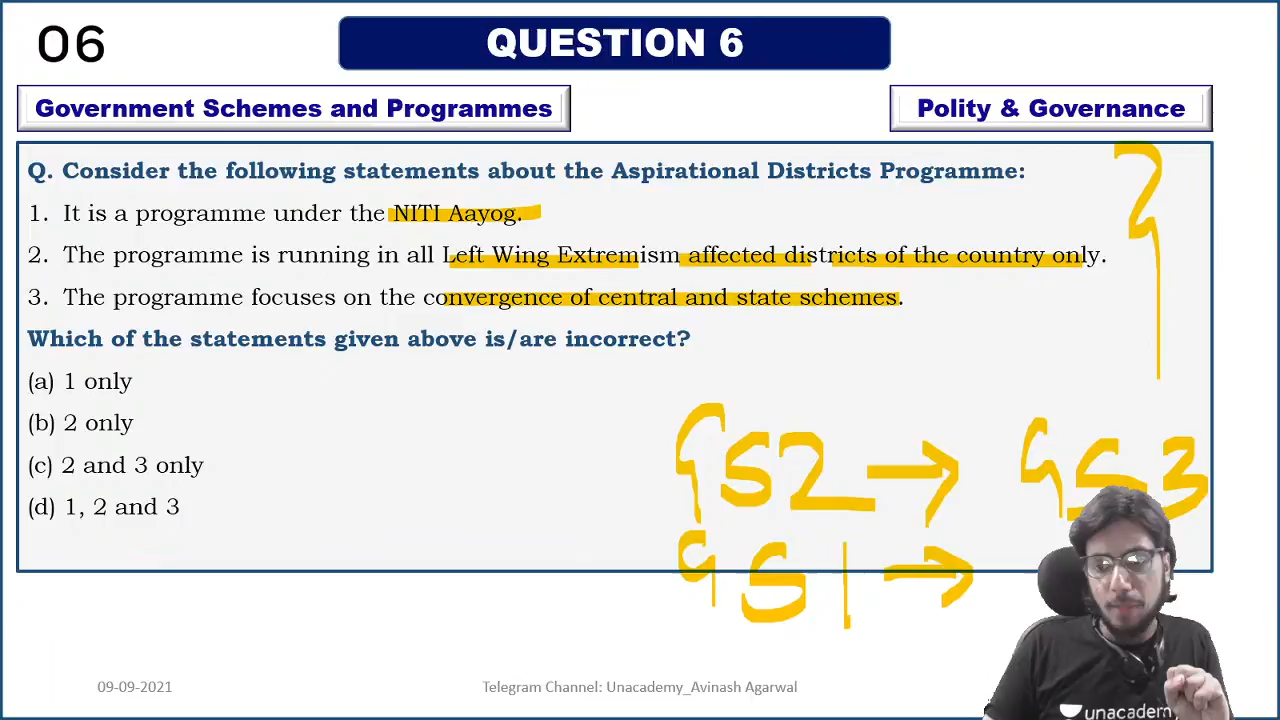 06
QUESTION 6
Government Schemes and Programmes
Polity & Governance
Q. Consider the following statements about the Aspirational Districts Programme:
1. It is a programme under the NITI Aayog.
2. The programme is running in all Left Wing Extremism affected districts of the country only.
3. The programme focuses on the convergence of central and state schemes.
Which of the statements given above is/are incorrect?
(a) 1 only
(b) 2 only
(c) 2 and 3 only
(d) 1, 2 and 3
GS2 → GS3
GS1 →
09-09-2021
Telegram Channel: Unacademy_Avinash Agarwal
unacademy